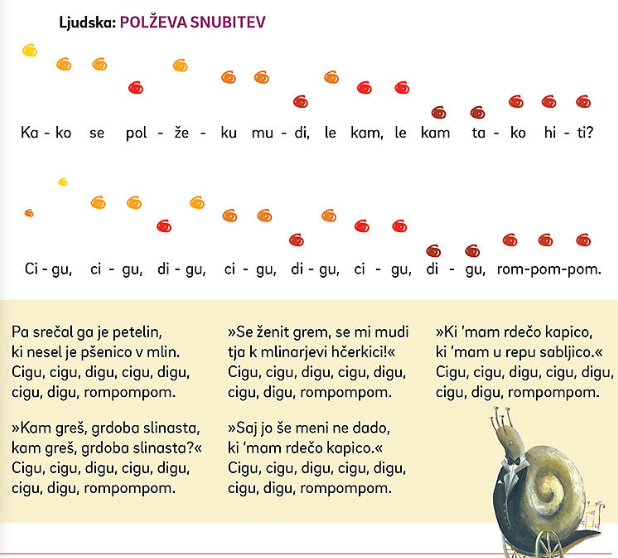 Ljudska: POLŽEVA SNUBITEV
Ka - ko se pol - že - ku mu - di, le kam, le kam ta - ko hi - ti?
Ci - gu, ci - gu, di - gu, ci - gu, di - gu, ci - gu, di - gu, rom-pom-pom.
Pa srečal ga je petelin,
ki nesel je pšenico v mlin.
Cigu, cigu, digu, cigu, digu,
cigu, digu, rompompom.
»Kam greš, grdoba slinasta,
kam greš, grdoba slinasta?«
Cigu, cigu, digu, cigu, digu,
cigu, digu, rompompom.
»Se ženit grem, se mi mudi
tja k mlinarjevi hčerkici!«
Cigu, cigu, digu, cigu, digu,
cigu, digu, rompompom.
»Saj jo še meni ne dado,
ki 'mam rdečo kapico.«
Cigu, cigu, digu, cigu, digu,
cigu, digu, rompompom.
»Ki 'mam rdečo kapico,
ki 'mam u repu sabljico.«
Cigu, cigu, digu, cigu, digu,
cigu, digu, rompompom.